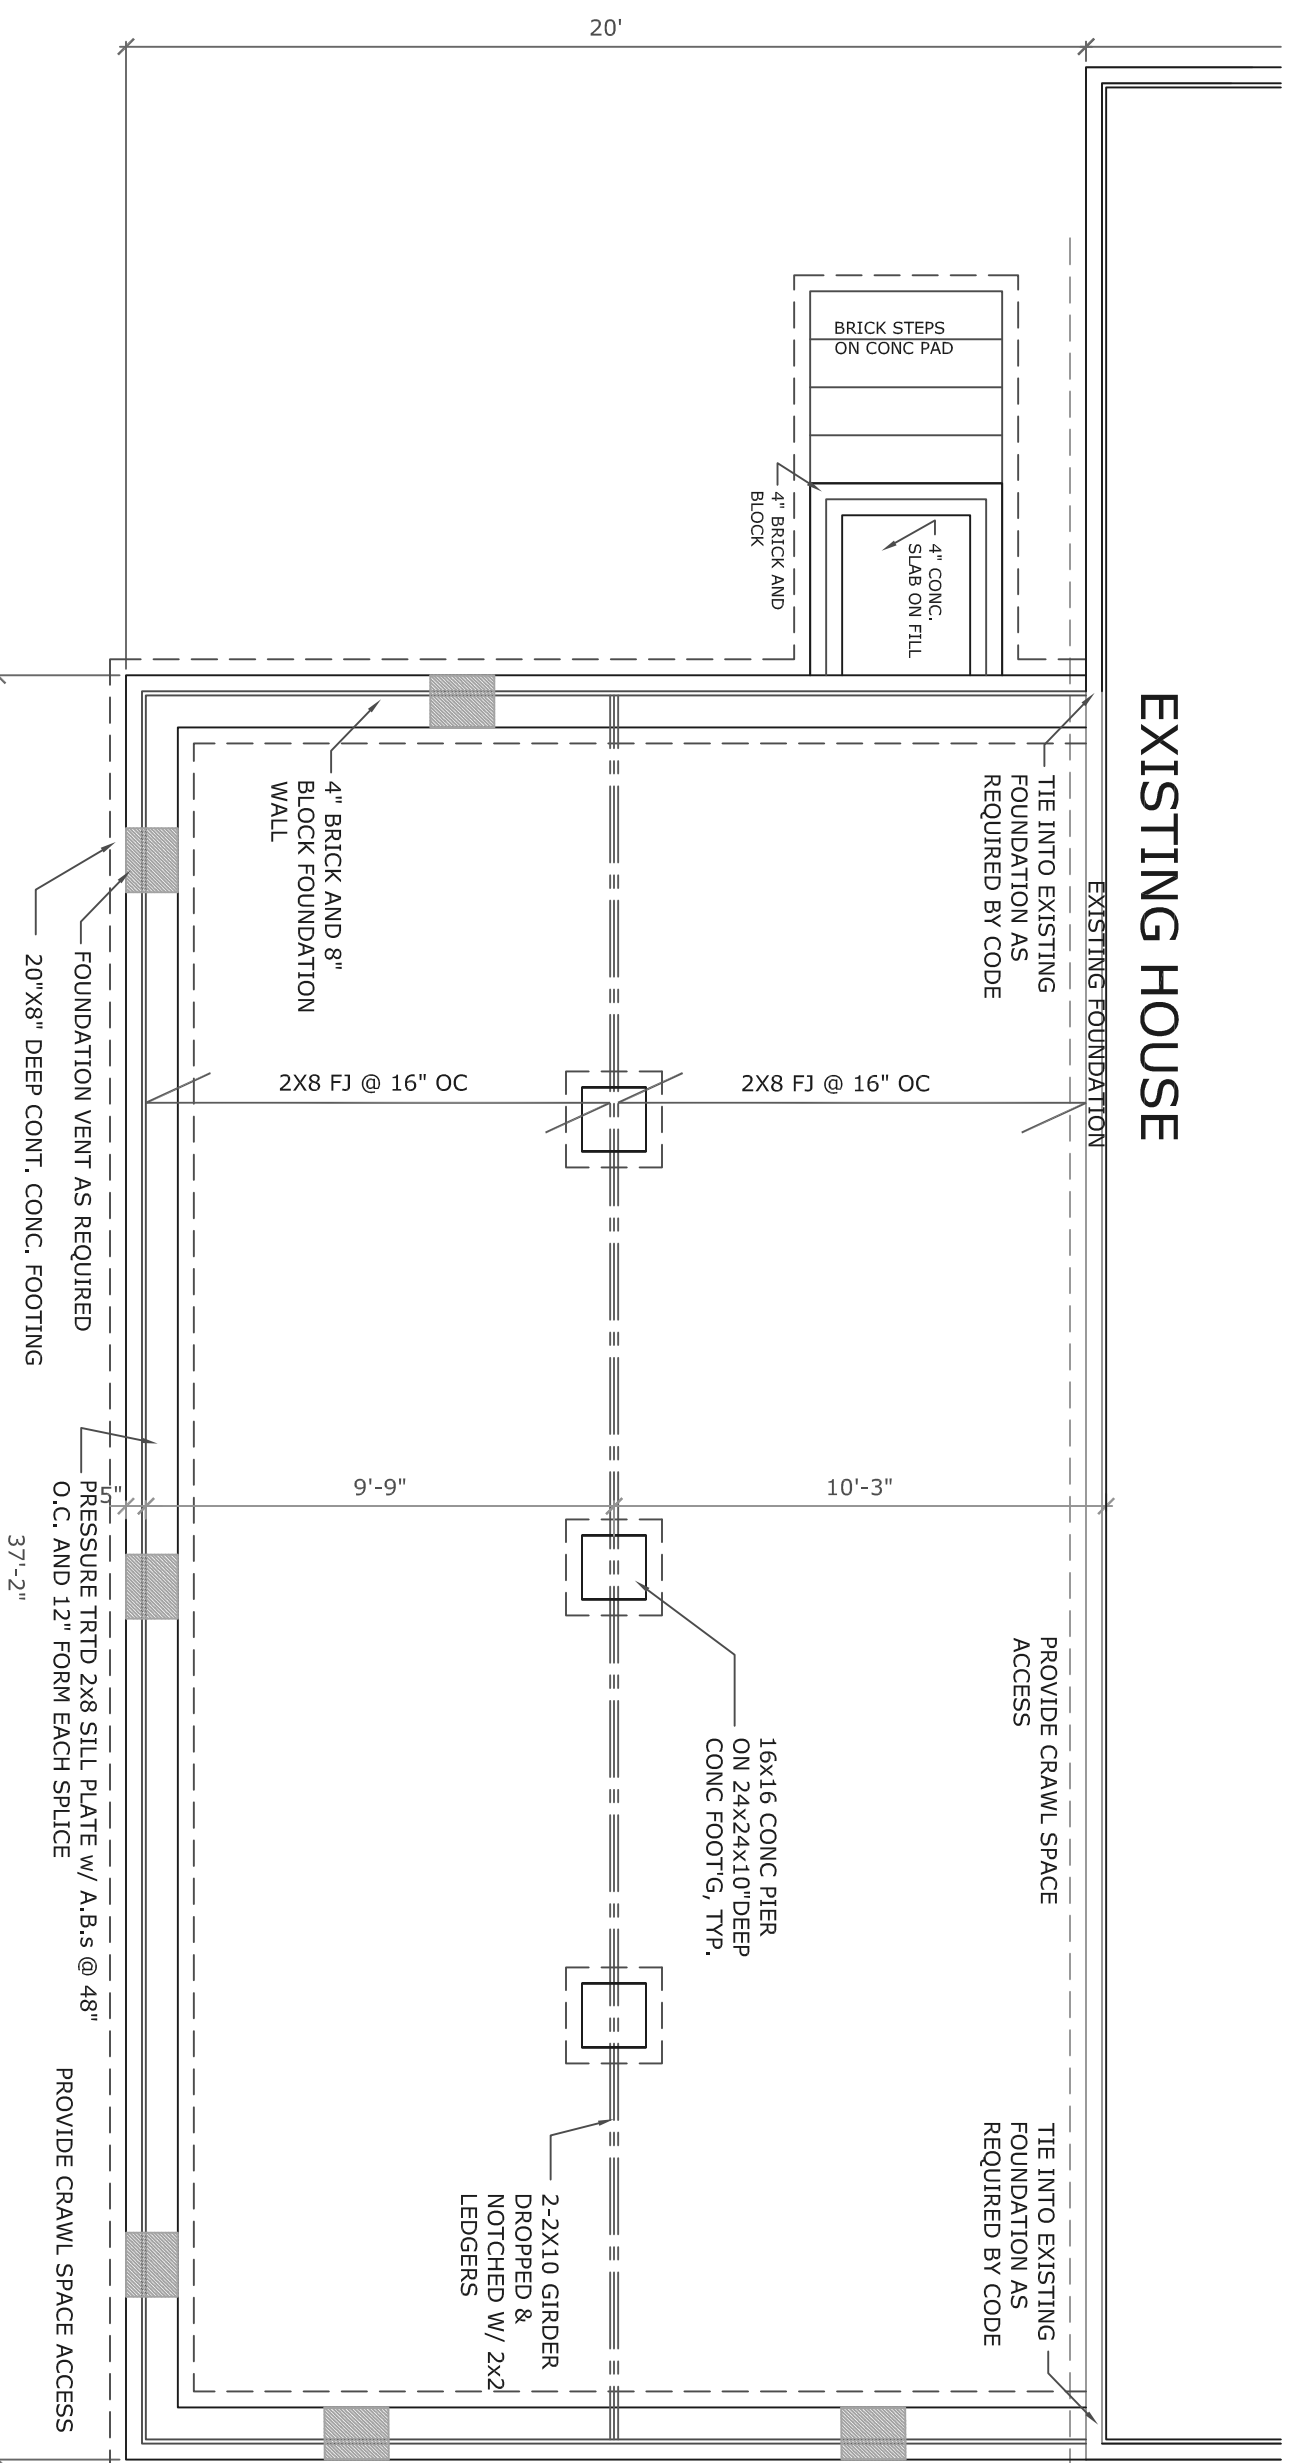 20'
BRICK STEPS
ON CONC PAD
4" BRICK AND
BLOCK
4" CONC.
SLAB ON FILL
EXISTING HOUSE
EXISTING FOUNDATION
TIE INTO EXISTING
FOUNDATION AS
REQUIRED BY CODE
4" BRICK AND 8"
BLOCK FOUNDATION
WALL
FOUNDATION VENT AS REQUIRED
20"X8" DEEP CONT. CONC. FOOTING
2X8 FJ @ 16" OC
2X8 FJ @ 16" OC
5"
9'-9"
10'-3"
PRESSURE TRTD 2x8 SILL PLATE w/ A.B.s @ 48"
O.C. AND 12" FORM EACH SPLICE
37'-2"
PROVIDE CRAWL SPACE
ACCESS
16x16 CONC PIER
ON 24x24x10"DEEP
CONC FOOT'G, TYP.
PROVIDE CRAWL SPACE ACCESS
2-2X10 GIRDER
DROPPED &
NOTCHED W/ 2x2
LEDGERS
TIE INTO EXISTING
FOUNDATION AS
REQUIRED BY CODE